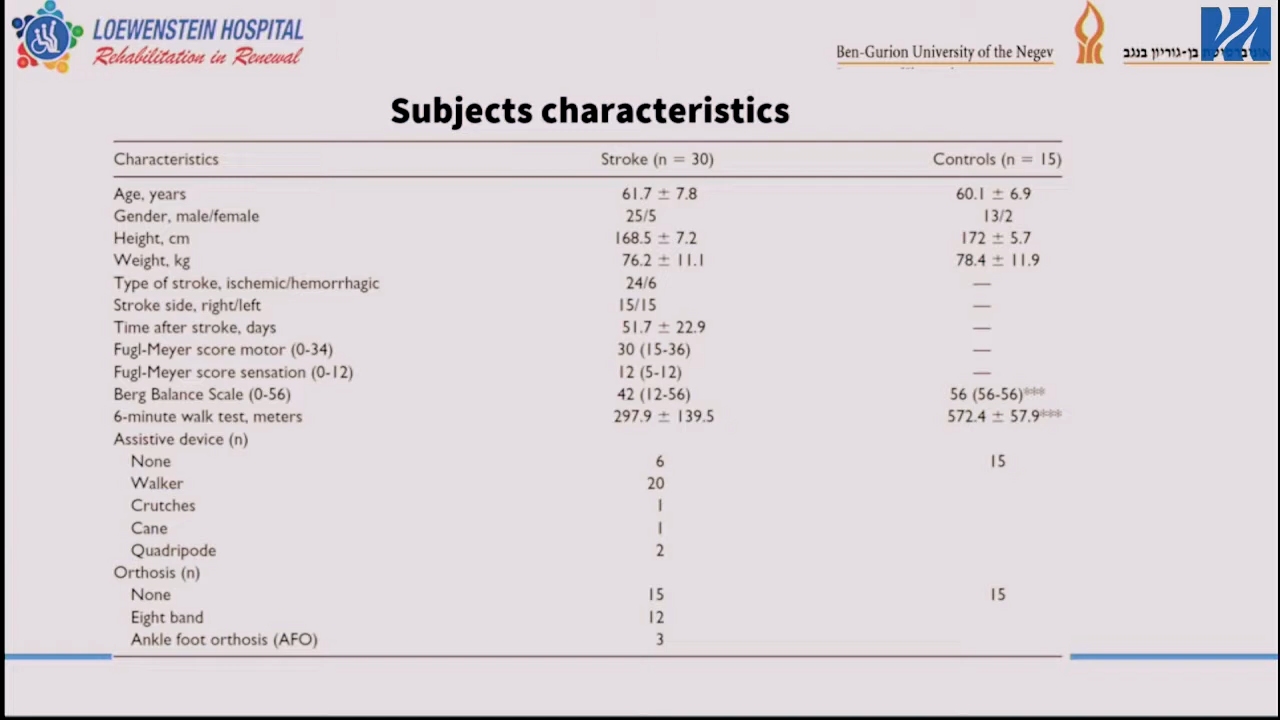 LOEWENSTEIN HOSPITAL
Rehabilitation in Renewal
Ben-Gurion University of the Negev
אוניברסיטת בן-גוריון בנגב
Subjects characteristics
Characteristics Stroke (n = 30) Controls (n = 15)
Age, years 61.7 ± 7.8 60.1 ± 6.9
Gender, male/female 25/5 13/2
Height, cm 168.5 ± 7.2 172 ± 5.7
Weight, kg 76.2 ± 11.1 78.4 ± 11.9
Type of stroke, ischemic/hemorrhagic 24/6 —
Stroke side, right/left 15/15 —
Time after stroke, days 51.7 ± 22.9 —
Fugl-Meyer score motor (0-34) 30 (15-36) —
Fugl-Meyer score sensation (0-12) 12 (5-12) —
Berg Balance Scale (0-56) 42 (12-56) 56 (56-56)***
6-minute walk test, meters 297.9 ± 139.5 572.4 ± 57.9***
Assistive device (n)
None 6 15
Walker 20
Crutches 1
Cane 1
Quadripode 2
Orthosis (n)
None 15 15
Eight band 12
Ankle foot orthosis (AFO) 3